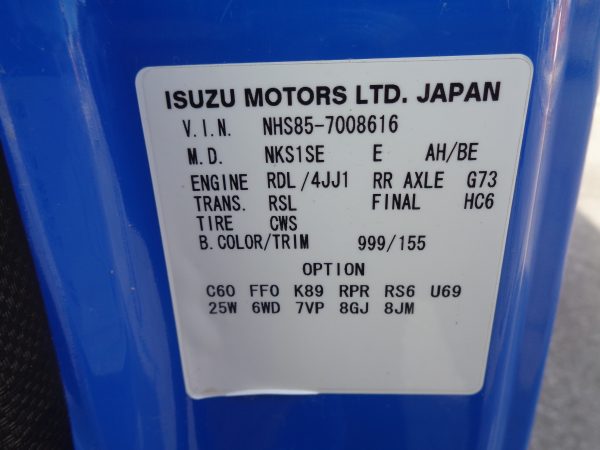 ISUZU MOTORS LTD. JAPAN
V.I.N. NHS85-7008616
M.D. NKS1SE E AH/BE
ENGINE RDL/4JJ1 RR AXLE G73
TRANS. RSL FINAL HC6
TIRE CWS
B.COLOR/TRIM 999/155
OPTION
C60 FF0 K89 RPR RS6 U69
25W 6WD 7VP 8GJ 8JM